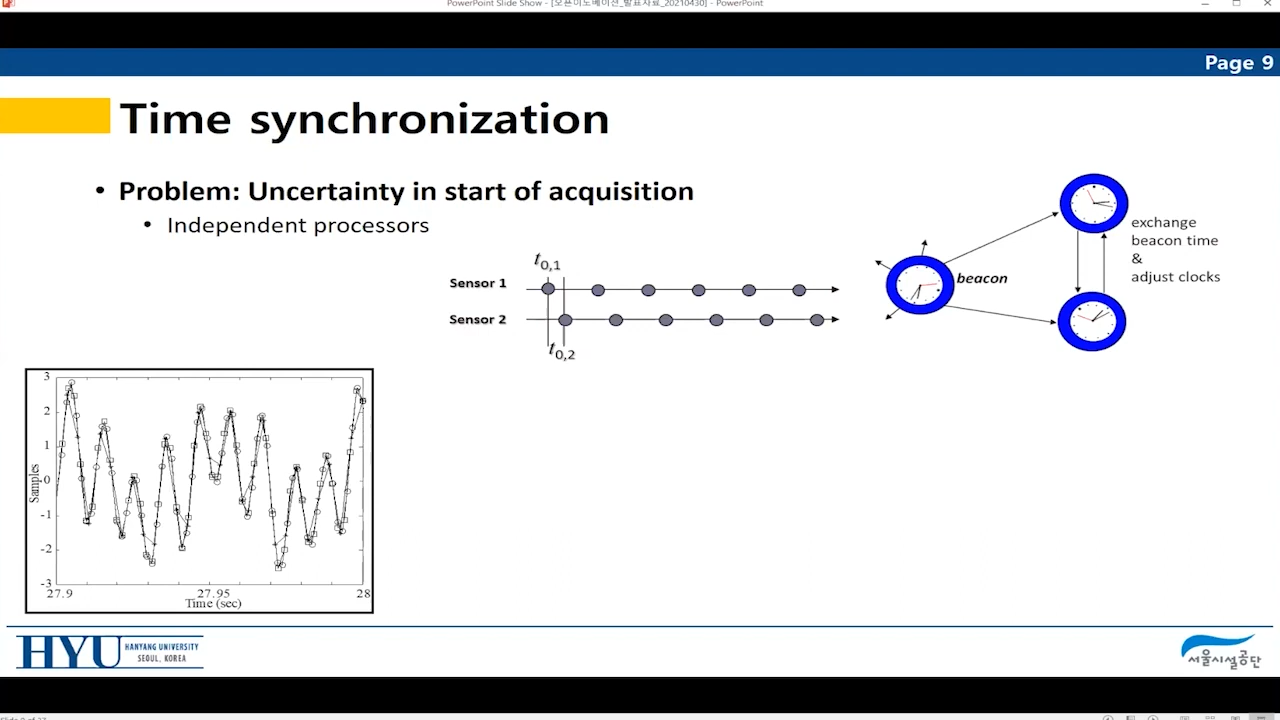 PowerPoint Slide Show - [오픈이노베이션_발표자료_20210430] - PowerPoint
Page 9
Time synchronization
• Problem: Uncertainty in start of acquisition
• Independent processors
t0,1
Sensor 1
Sensor 2
t0,2
beacon
exchange
beacon time
&
adjust clocks
3
2
1
0
-1
-2
-3
Samples
27.9
27.95
28
Time (sec)
HYU
HANYANG UNIVERSITY
SEOUL, KOREA
서울시설공단